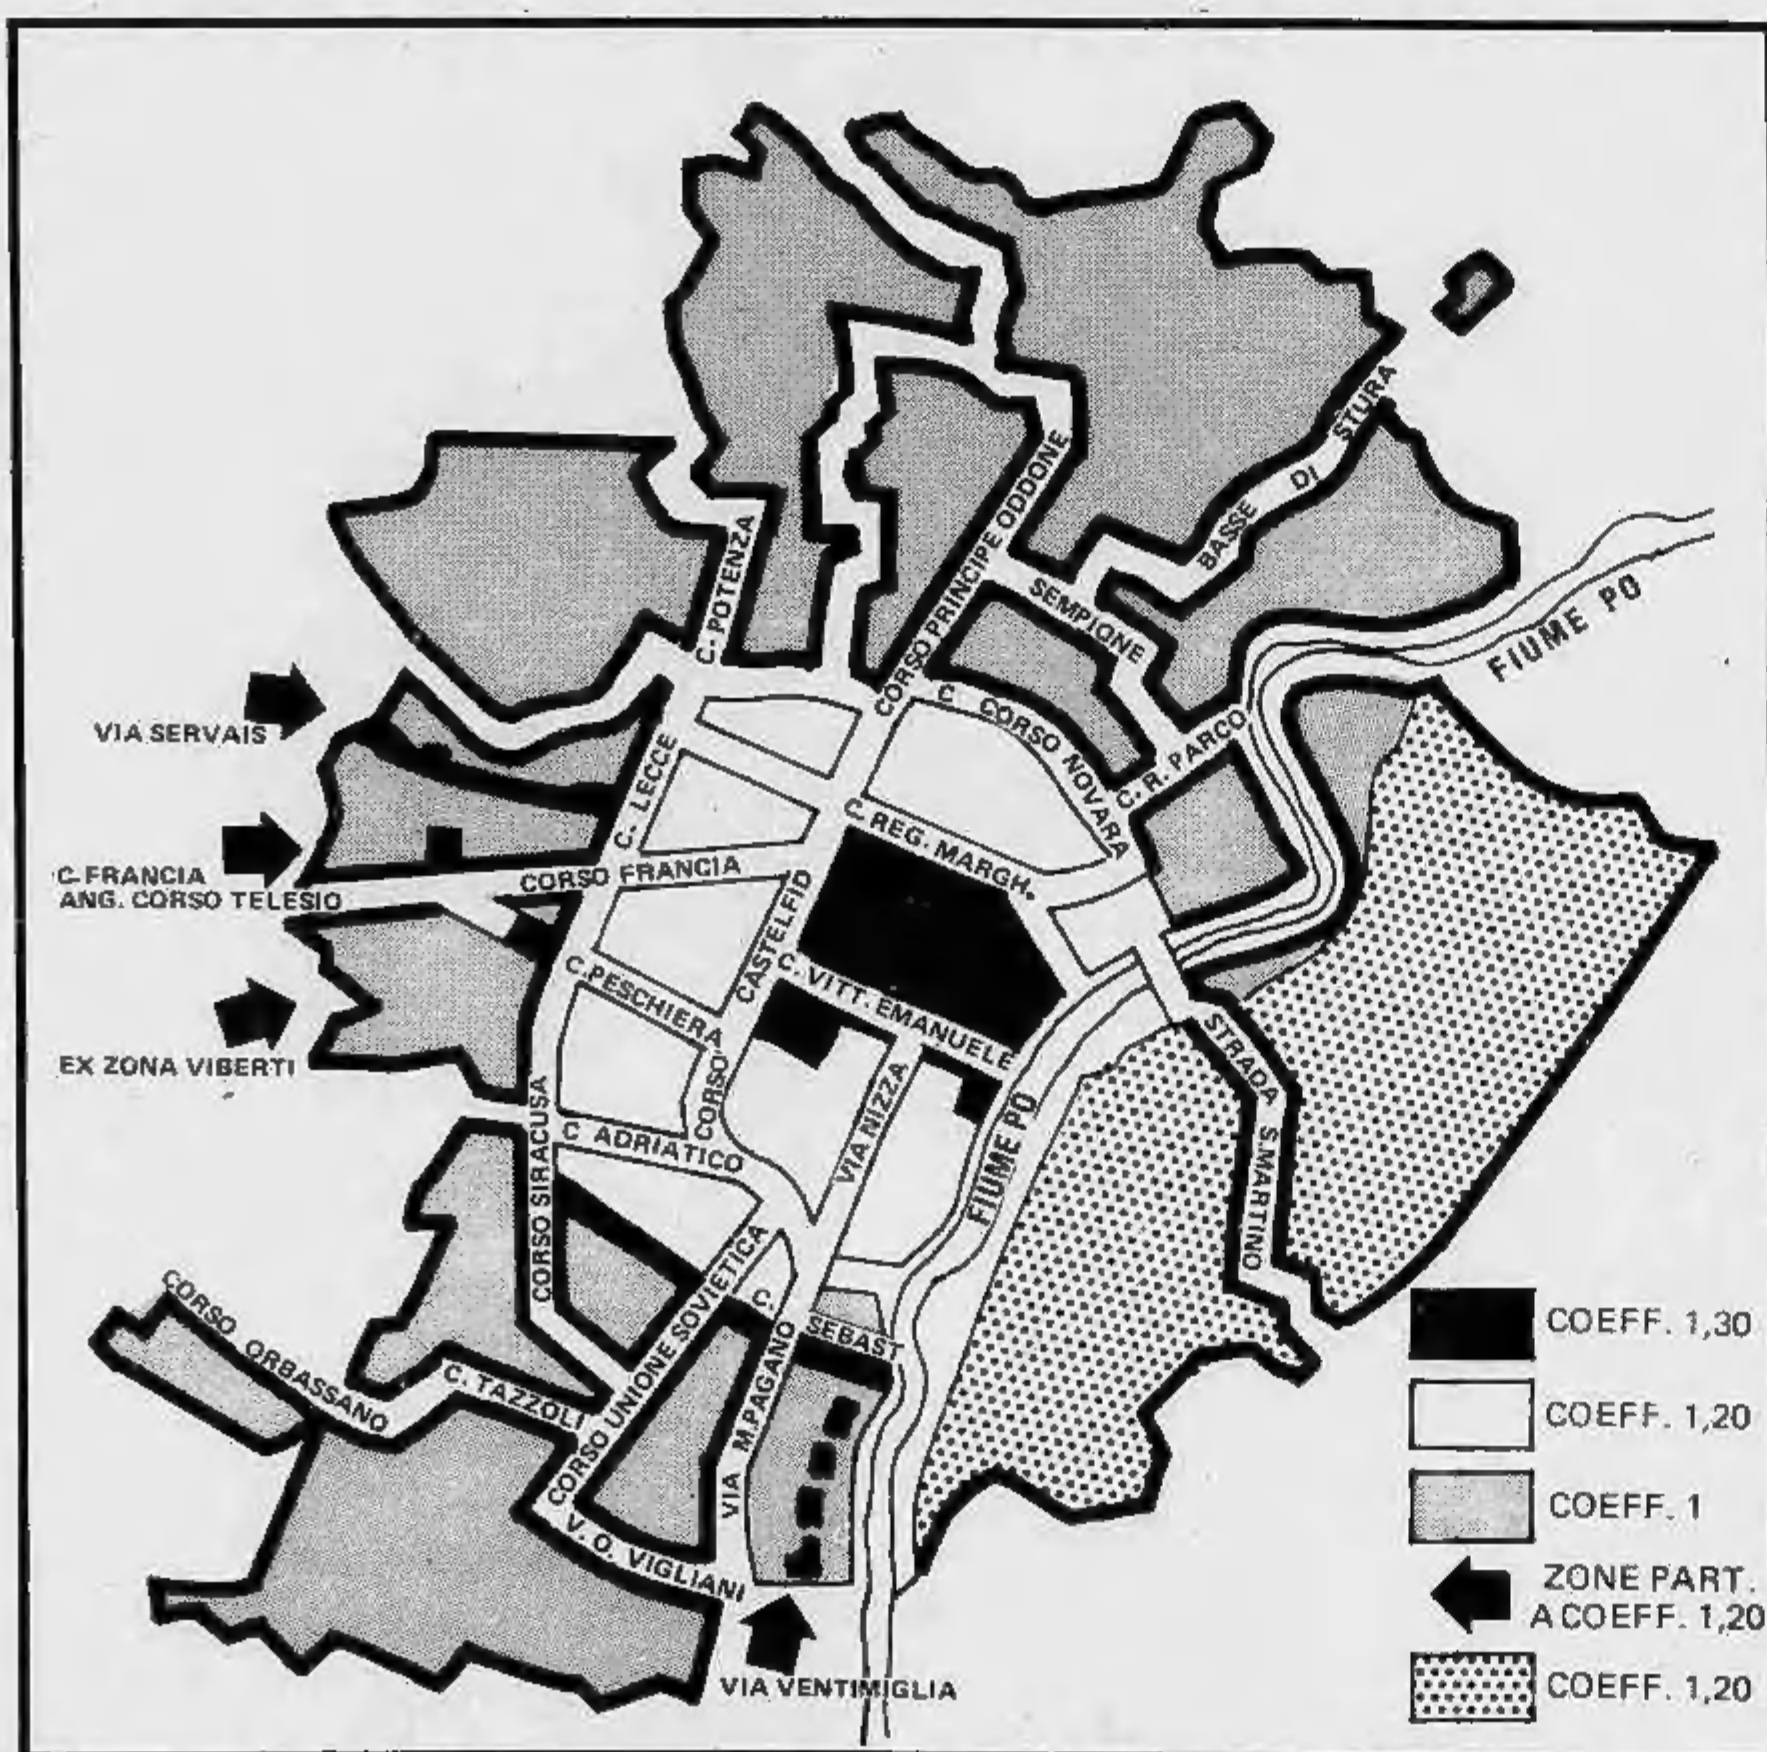 BASSE DI STURA
CORSO PRINCIPE ODDONE
C. POTENZA
SEMPIONE
FIUME PO
VIA SERVAIS
C. CORSO NOVARA
C. R. PARCO
C. LECCE
C. REG. MARGH.
C. FRANCIA
ANG. CORSO TELESIO
CORSO FRANCIA
CORSO CASTELFID
C. PESCHIERA
C. VITT. EMANUELE
EX ZONA VIBERTI
STRADA S. MARTINO
VIA NIZZA
FIUME PO
C ADRIATICO
CORSO SIRACUSA
CORSO UNIONE SOVIETICA
C SEBAST
CORSO ORBASSANO
C. TAZZOLI
VIA M. PAGANO
V. O. VIGLIANI
VIA VENTIMIGLIA
COEFF. 1,30
COEFF. 1,20
COEFF. 1
ZONE PART.
A COEFF. 1,20
COEFF. 1,20